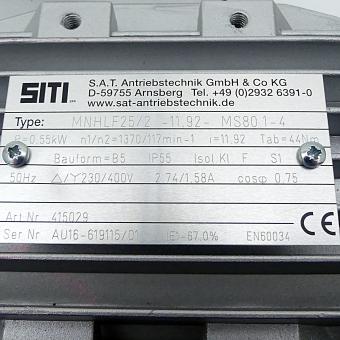 SITI S.A.T. Antriebstechnik GmbH & Co KG
D-59755 Arnsberg Tel. +49 (0)2932 6391-0
www.sat-antriebstechnik.de
Type: MNHLF25/2 -11,92- MS80 1-4
P=0.55kW n1/n2=1370/117min-1 i=11,92 Tab=44Nm
Bauform=B5 IP55 Isol.Kl F S1
50Hz △/Y230/400V 2.74/1.58A cosφ 0.75
Art Nr 415029 CE
Ser Nr AU16-619115/01 IE1-67.0% EN60034